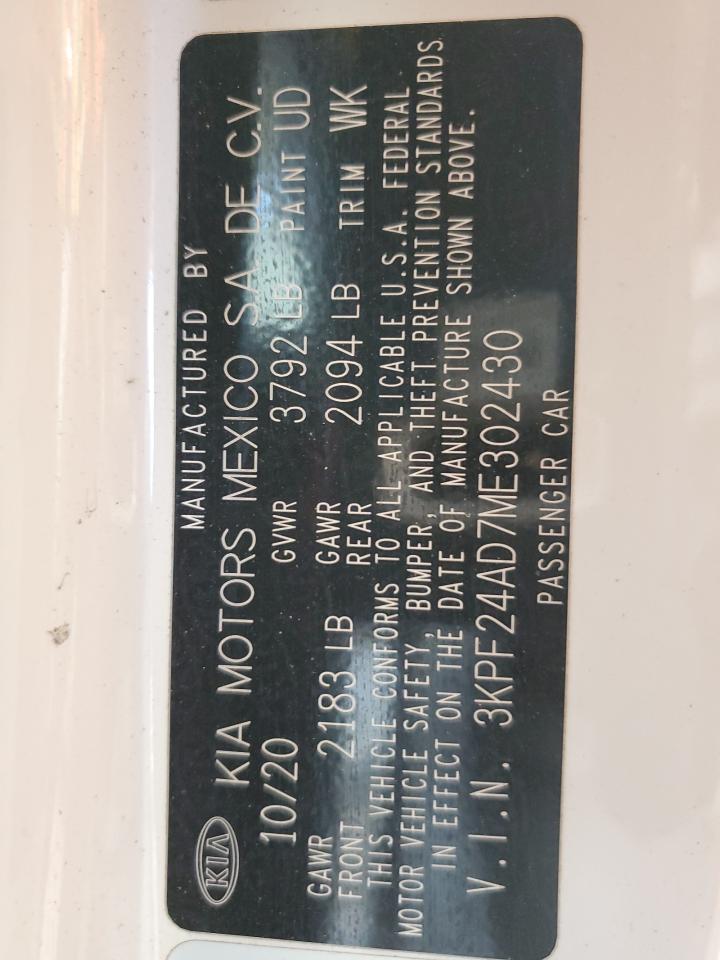 MANUFACTURED BY
KIA KIA MOTORS MEXICO S.A. DE C.V.
10/20 GVWR 3792 LB PAINT UD
GAWR FRONT 2183 LB GAWR REAR 2094 LB TRIM WK
THIS VEHICLE CONFORMS TO ALL APPLICABLE U.S.A. FEDERAL
MOTOR VEHICLE SAFETY, BUMPER, AND THEFT PREVENTION STANDARDS
IN EFFECT ON THE DATE OF MANUFACTURE SHOWN ABOVE.
V.I.N. 3KPF24AD7ME302430
PASSENGER CAR